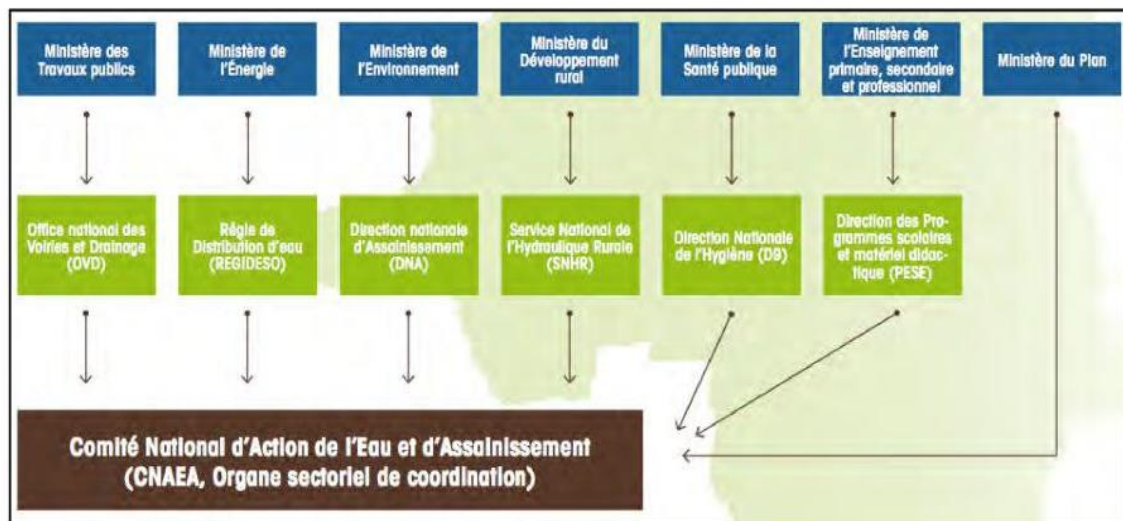 Ministère des
Travaux publics
Ministère de
l'Énergie
Ministère de
l'Environnement
Ministère du
Développement
rural
Ministère de la
Santé publique
Ministère de
l'Enseignement
primaire, secondaire
et professionnel
Ministère du Plan
Office national des
Voiries et Drainage
(OVD)
Régie de
Distribution d'eau
(REGIDESO)
Direction nationale
d'Assainissement
(DNA)
Service National de
l'Hydraulique Rurale
(SNHR)
Direction Nationale
de l'Hygiène (D9)
Direction des Pro-
grammes scolaires
et matériel didac-
tique (PESE)
Comité National d'Action de l'Eau et d'Assainissement
(CNAEA, Organe sectoriel de coordination)